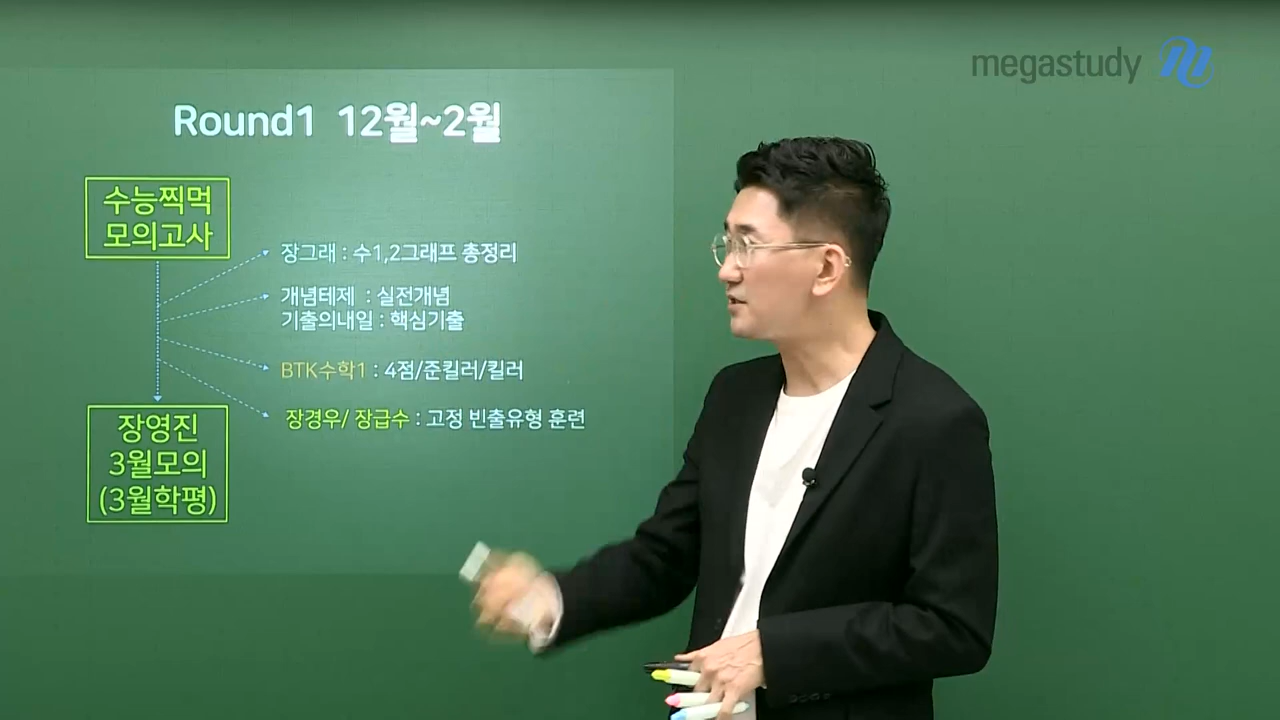 megastudy
Round1 12월~2월
수능찍먹
모의고사
장그래 : 수1,2그래프 총정리
개념테제 : 실전개념
기출의내일 : 핵심기출
BTK수학1 : 4점/준킬러/킬러
장경우/ 장급수 : 고정 빈출유형 훈련
장영진
3월모의
(3월학평)